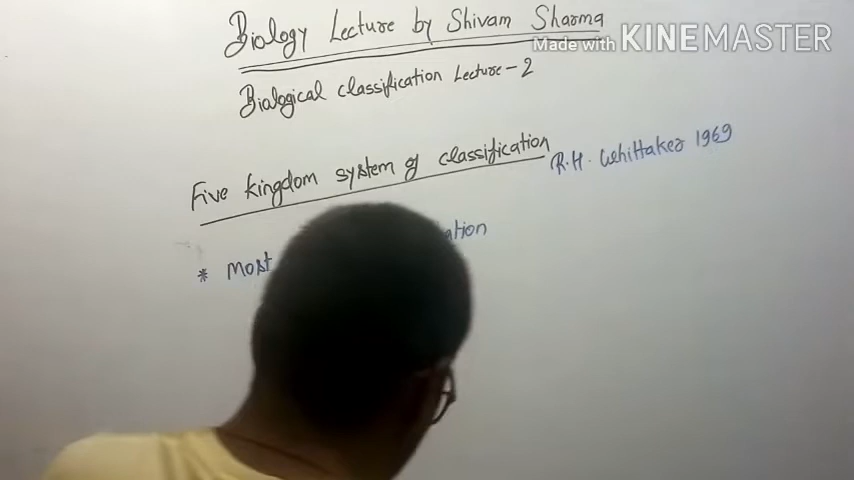 Biology Lecture by Shivam Sharma
Made with KINEMASTER
Biological classification Lecture-2
Five kingdom system of classification R.H. Whittaker 1969
* Most